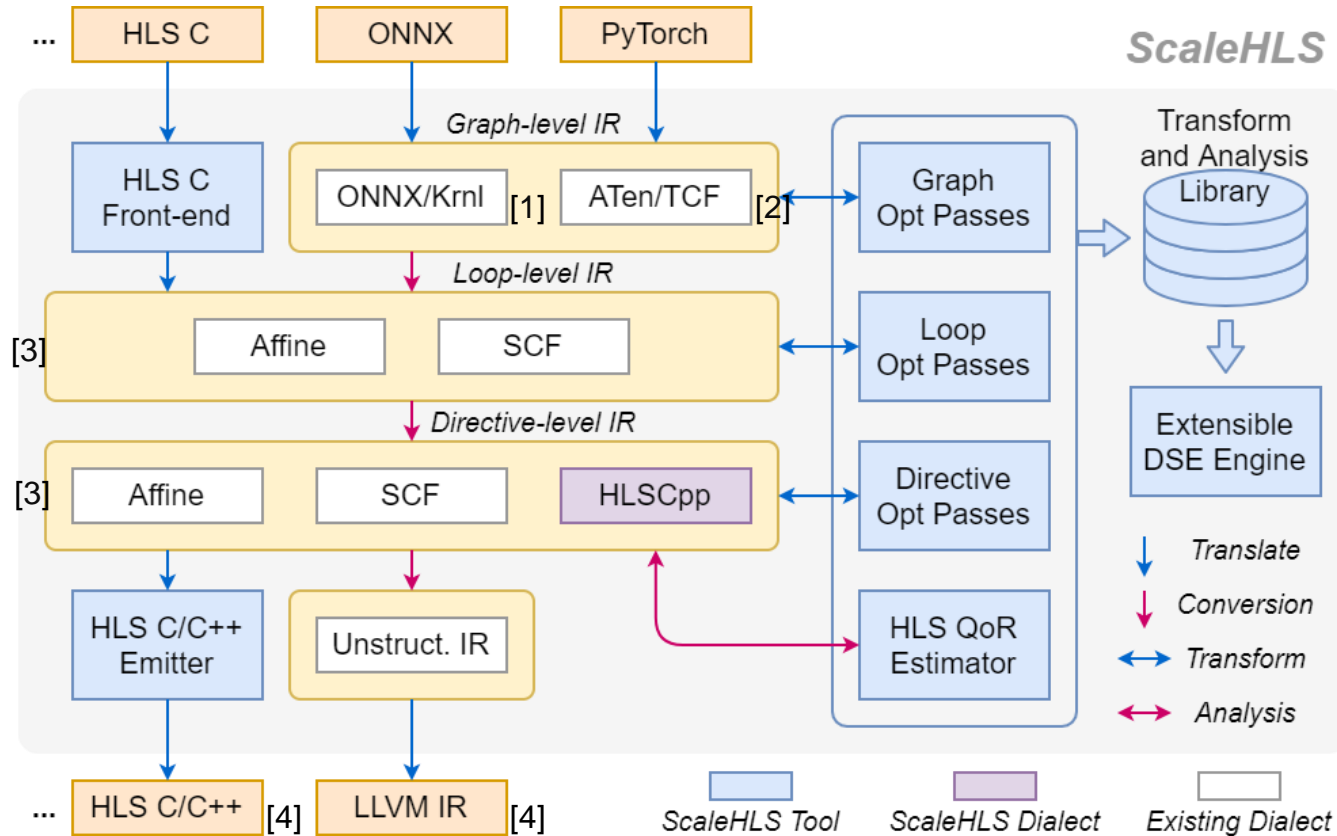 ... HLS C ONNX PyTorch
ScaleHLS
Graph-level IR
HLS C
Front-end
ONNX/Krnl [1] ATen/TCF [2]
Graph
Opt Passes
Transform
and Analysis
Library
Loop-level IR
[3] Affine SCF
Loop
Opt Passes
Extensible
DSE Engine
Directive-level IR
[3] Affine SCF HLSCpp
Directive
Opt Passes
HLS C/C++
Emitter
Unstruct. IR
HLS QoR
Estimator
Translate
Conversion
Transform
Analysis
... HLS C/C++ [4] LLVM IR [4]
ScaleHLS Tool ScaleHLS Dialect Existing Dialect